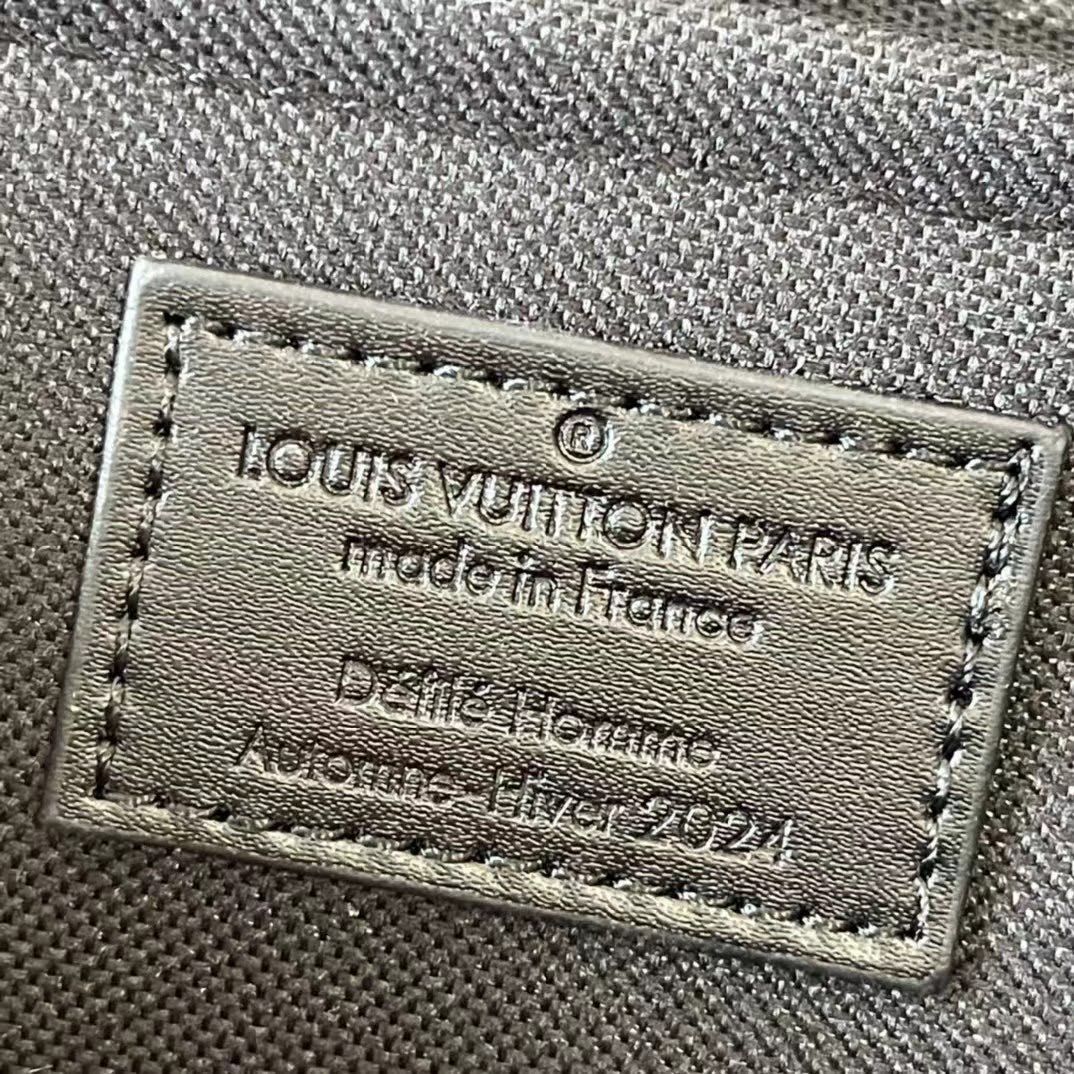 ®
LOUIS VUITTON PARIS
made in France
Défilé Homme
Automne-Hiver 2024